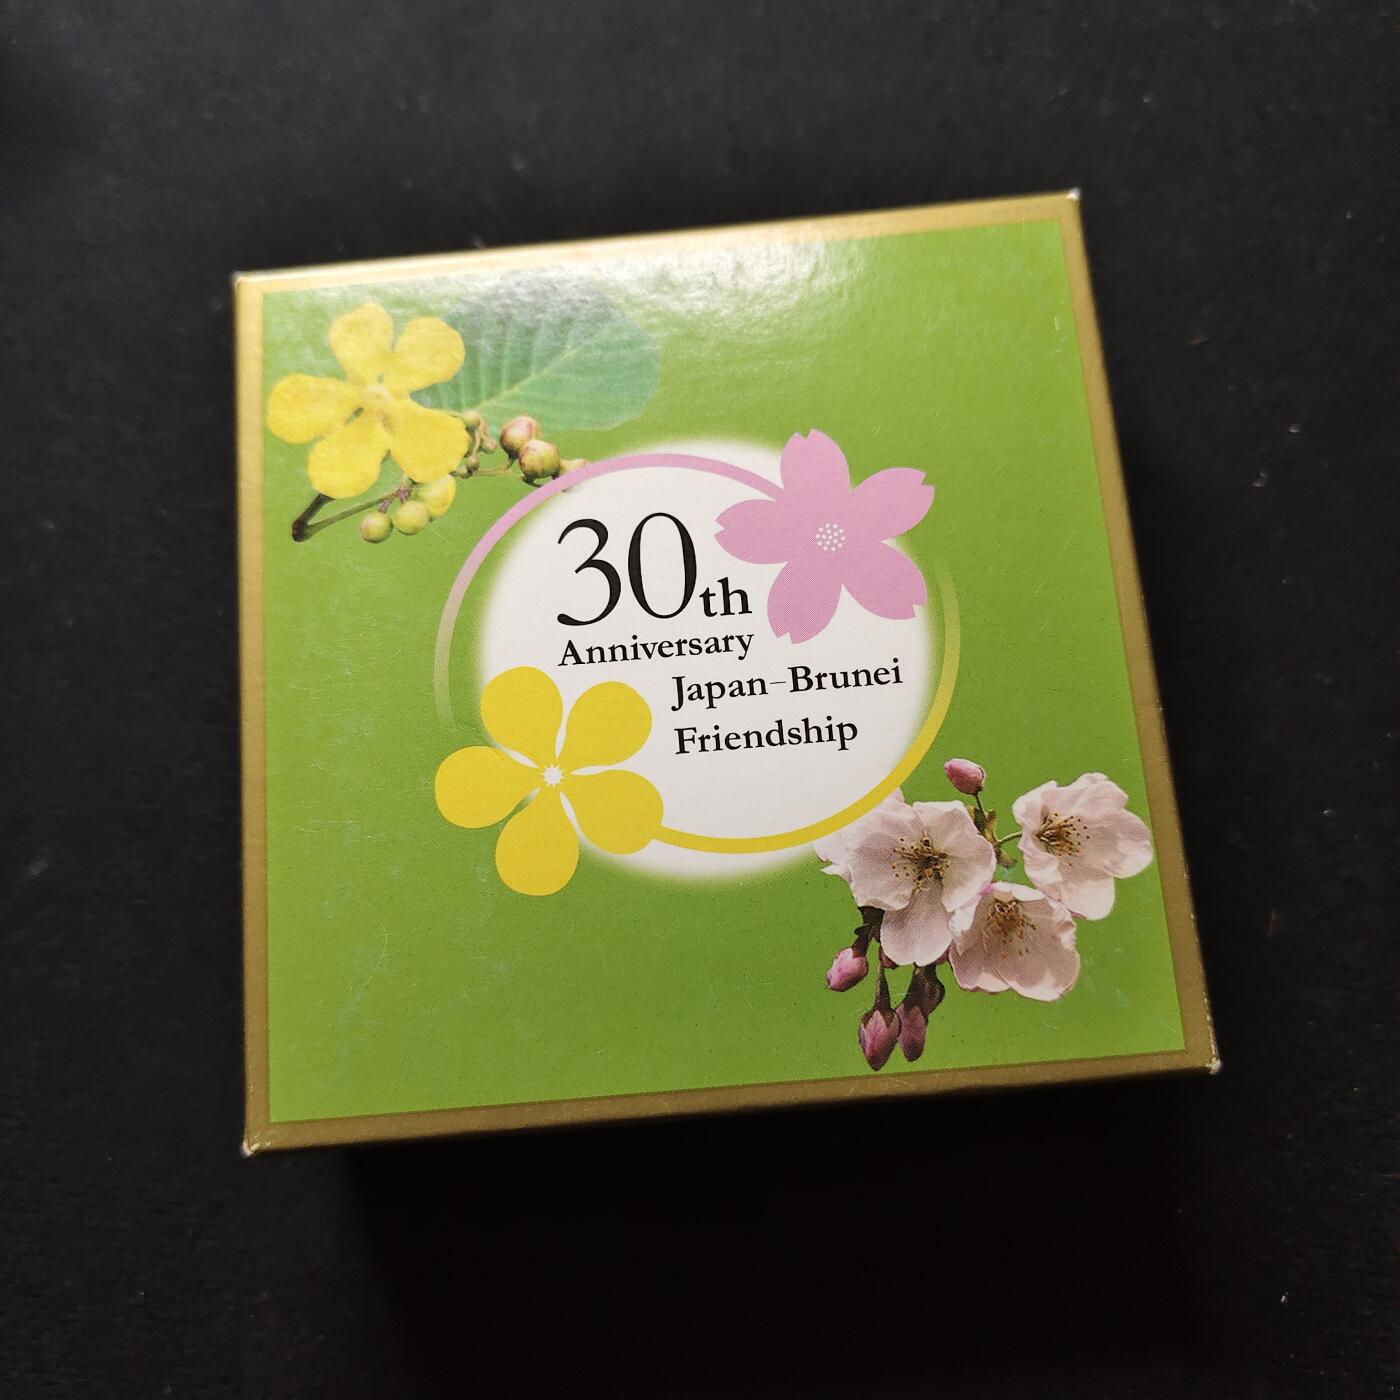 30th
Anniversary
Japan–Brunei
Friendship